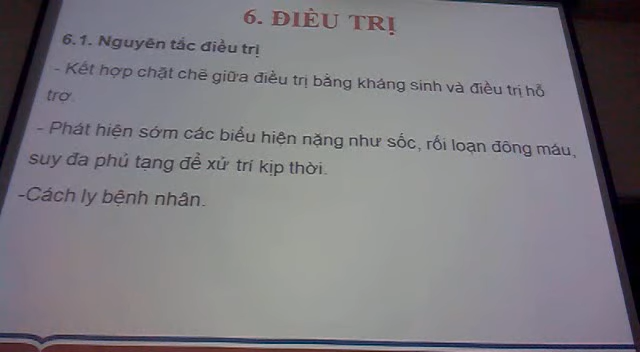 6. ĐIỀU TRỊ
6.1. Nguyên tắc điều trị
- Kết hợp chặt chẽ giữa điều trị bằng kháng sinh và điều trị hỗ
trợ.
- Phát hiện sớm các biểu hiện nặng như sốc, rối loạn đông máu,
suy đa phủ tạng để xử trí kịp thời.
-Cách ly bệnh nhân.